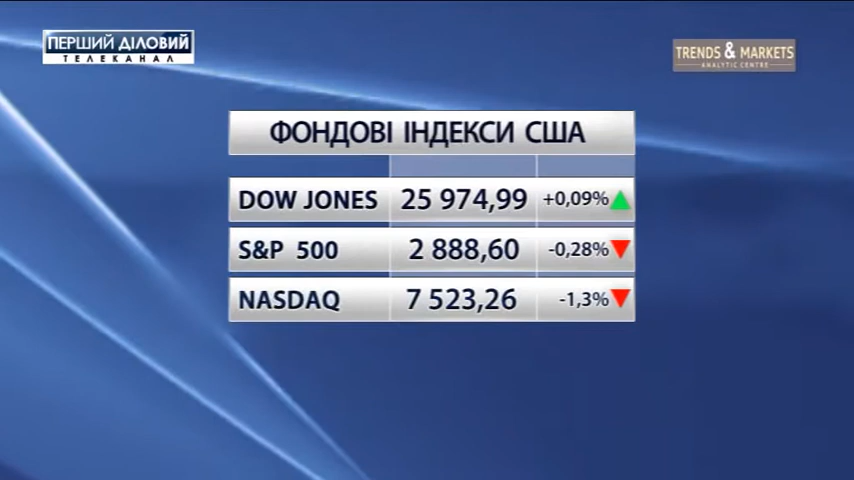 ПЕРШИЙ ДІЛОВИЙ
ТЕЛЕКАНАЛ
TRENDS & MARKETS
ANALYTIC CENTRE
ФОНДОВІ ІНДЕКСИ США
DOW JONES 25 974,99 +0,09%
S&P 500 2 888,60 -0,28%
NASDAQ 7 523,26 -1,3%